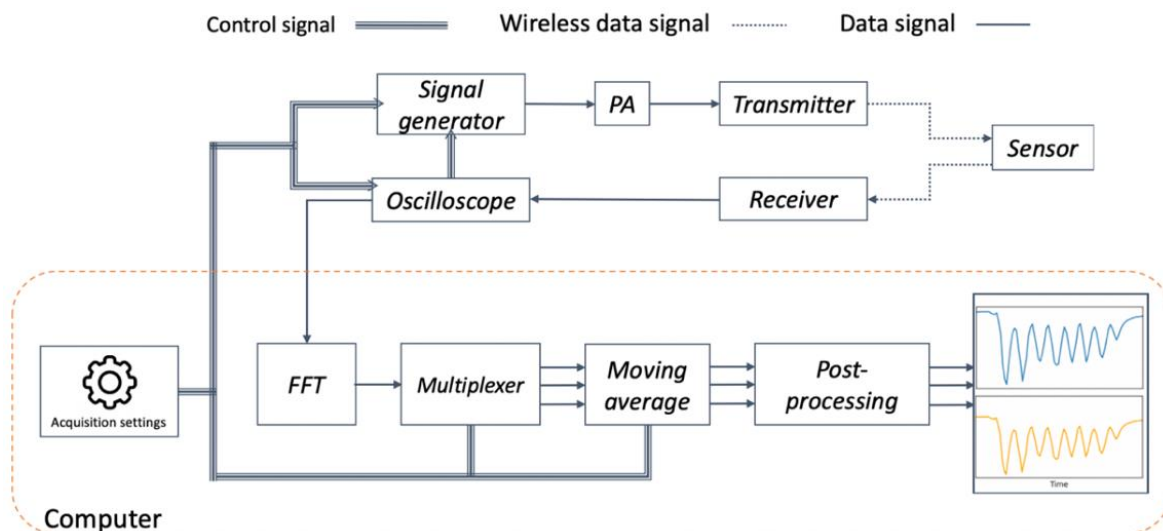 Control signal
Wireless data signal
Data signal
Signal
generator
PA
Transmitter
Sensor
Oscilloscope
Receiver
Acquisition settings
FFT
Multiplexer
Moving
average
Post-
processing
Time
Computer